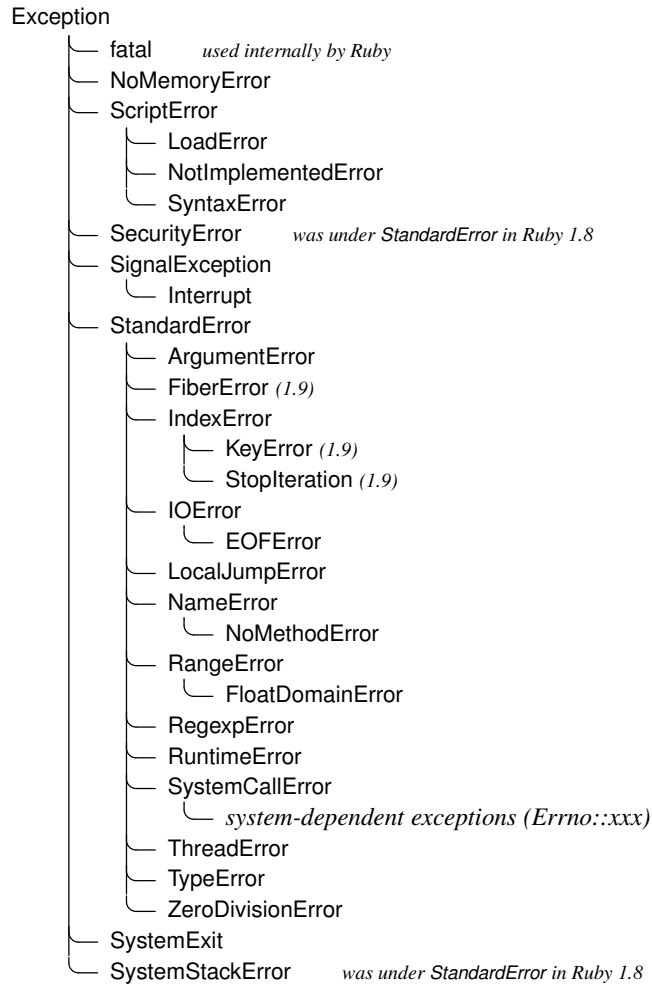 Exception
fatal used internally by Ruby
NoMemoryError
ScriptError
LoadError
NotImplementedError
SyntaxError
SecurityError was under StandardError in Ruby 1.8
SignalException
Interrupt
StandardError
ArgumentError
FiberError (1.9)
IndexError
KeyError (1.9)
StopIteration (1.9)
IOError
EOFError
LocalJumpError
NameError
NoMethodError
RangeError
FloatDomainError
RegexpError
RuntimeError
SystemCallError
system-dependent exceptions (Errno::xxx)
ThreadError
TypeError
ZeroDivisionError
SystemExit
SystemStackError was under StandardError in Ruby 1.8